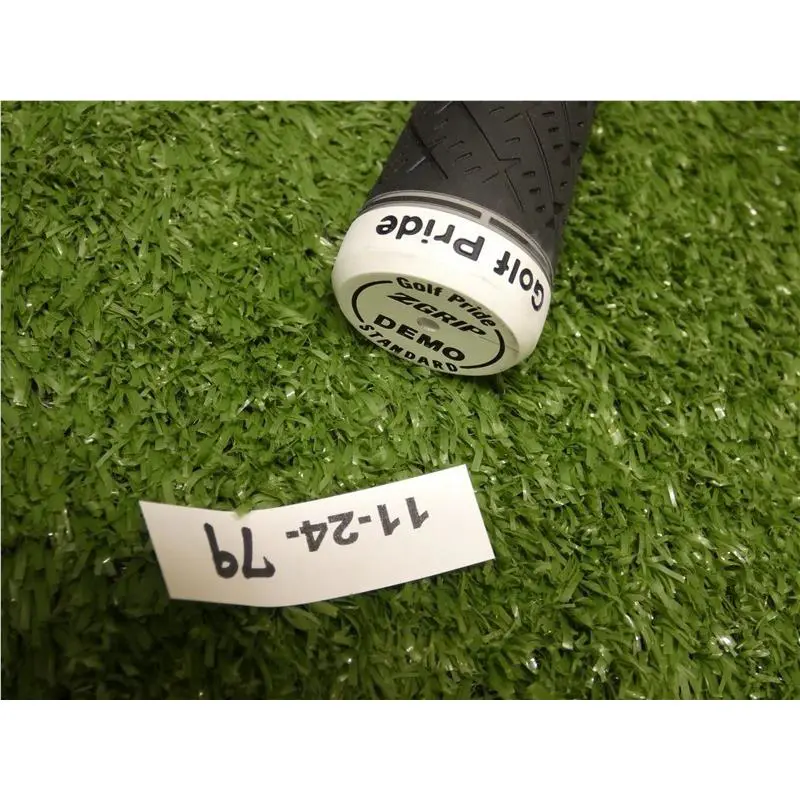 Golf Pride
Golf Pride
ZGRIP
DEMO
STANDARD
11-24-79